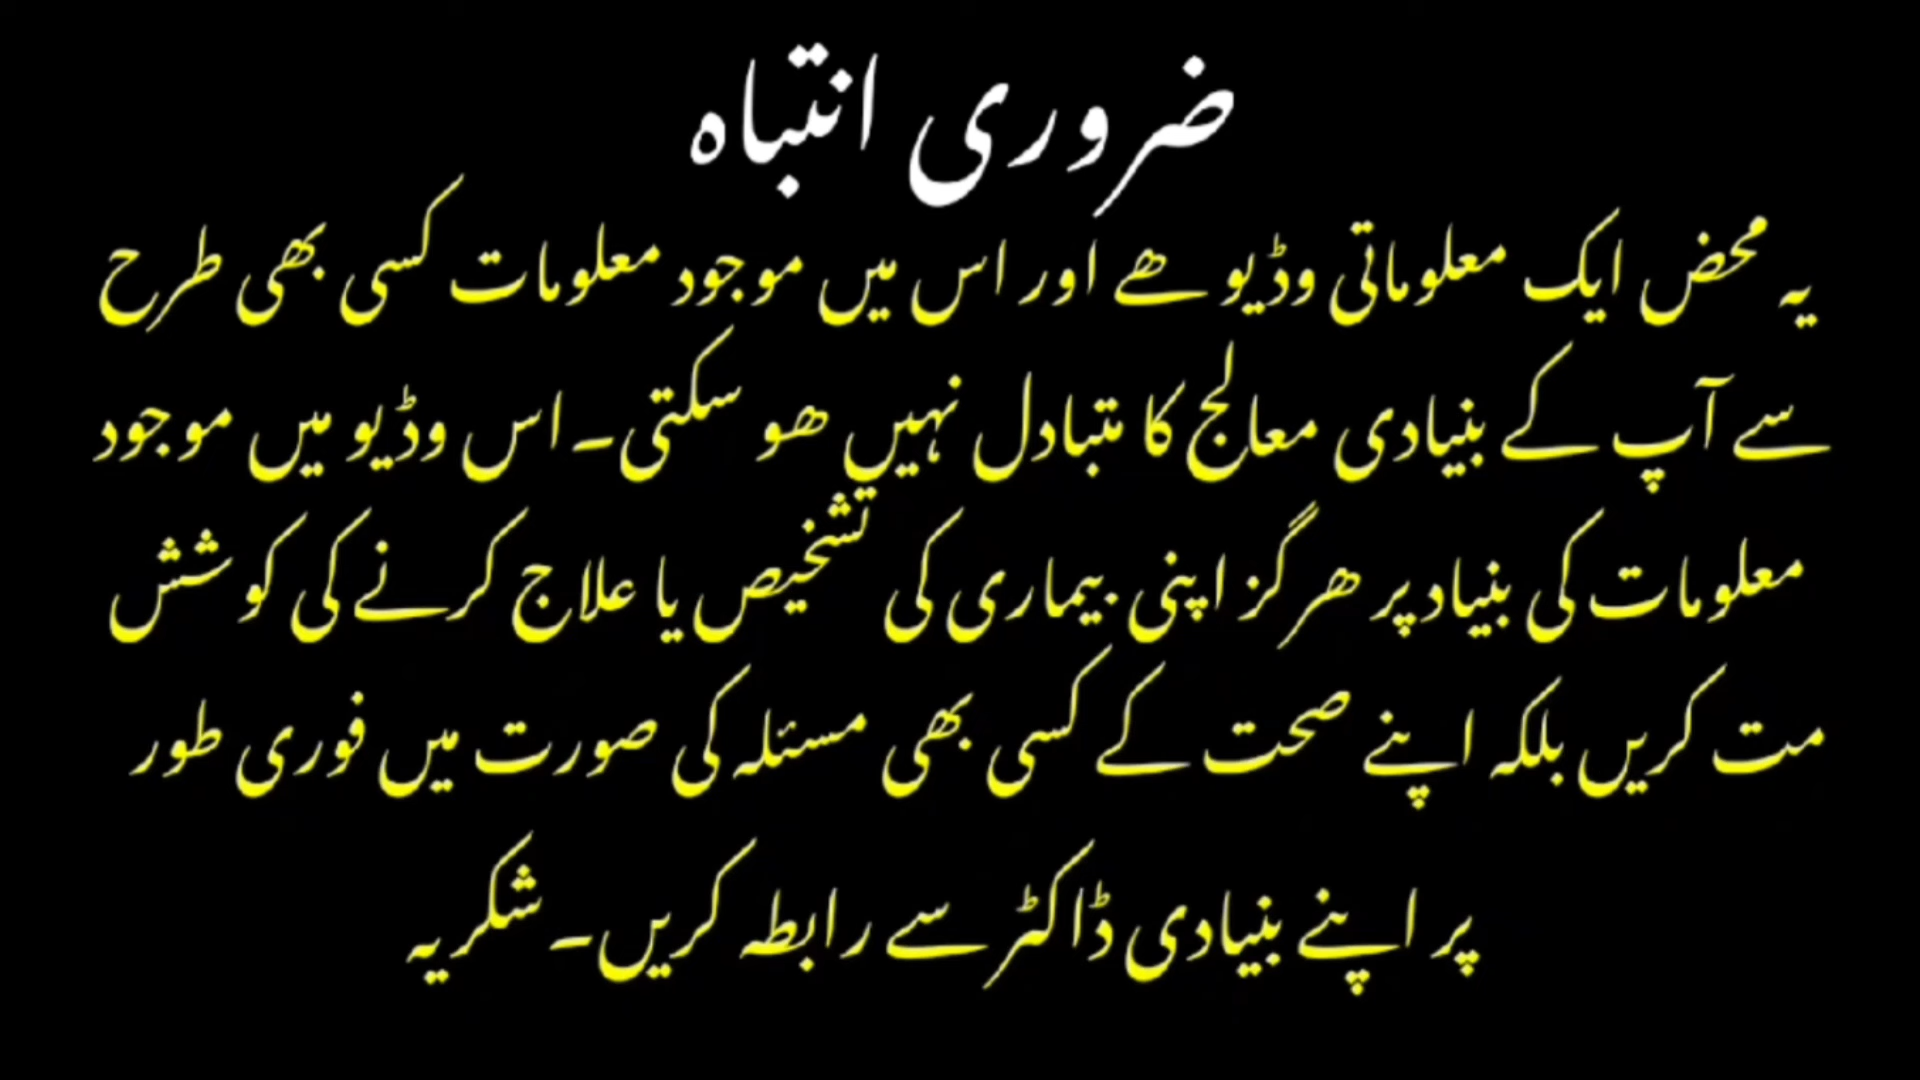 ضروری انتباہ
یہ محض ایک معلوماتی وڈیو ھے اور اس میں موجود معلومات کسی بھی طرح
سے آپ کے بنیادی معالج کا متبادل نہیں ھو سکتی۔ اس وڈیو میں موجود
معلومات کی بنیاد پر ھرگز اپنی بیماری کی تشخیص یا علاج کرنے کی کوشش
مت کریں بلکہ اپنے صحت کے کسی بھی مسئلہ کی صورت میں فوری طور
پر اپنے بنیادی ڈاکٹر سے رابطہ کریں۔ شکریہ